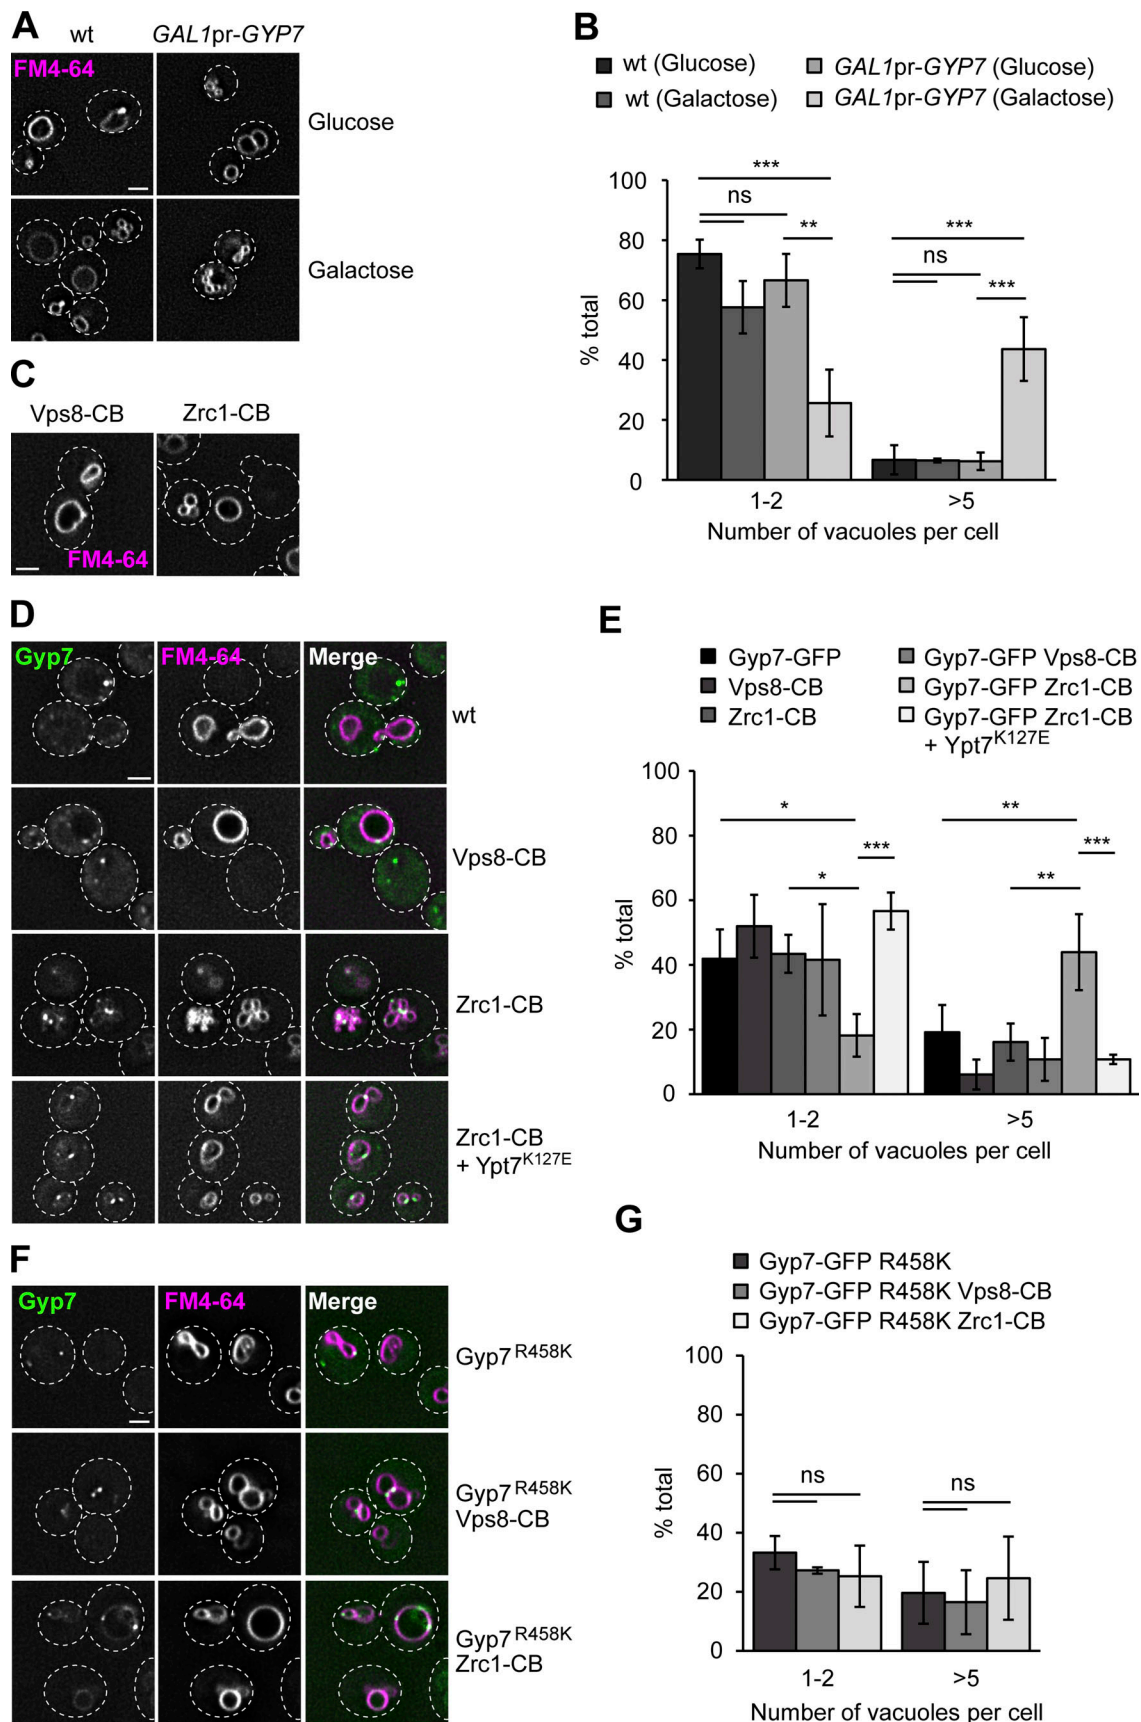 A
wt GAL1pr-GYP7
FM4-64
Glucose
Galactose
B
wt (Glucose) GAL1pr-GYP7 (Glucose)
wt (Galactose) GAL1pr-GYP7 (Galactose)
***
ns
**
***
ns
***
100
80
60
40
20
0
% total
1-2 >5
Number of vacuoles per cell
C
Vps8-CB Zrc1-CB
FM4-64
D
Gyp7 FM4-64 Merge
wt
Vps8-CB
Zrc1-CB
Zrc1-CB
+ Ypt7K127E
E
Gyp7-GFP Gyp7-GFP Vps8-CB
Vps8-CB Gyp7-GFP Zrc1-CB
Zrc1-CB Gyp7-GFP Zrc1-CB
+ Ypt7K127E
*
***
*
**
***
**
100
80
60
40
20
0
% total
1-2 >5
Number of vacuoles per cell
F
Gyp7 FM4-64 Merge
Gyp7R458K
Gyp7R458K
Vps8-CB
Gyp7R458K
Zrc1-CB
G
Gyp7-GFP R458K
Gyp7-GFP R458K Vps8-CB
Gyp7-GFP R458K Zrc1-CB
ns ns
100
80
60
40
20
0
% total
1-2 >5
Number of vacuoles per cell